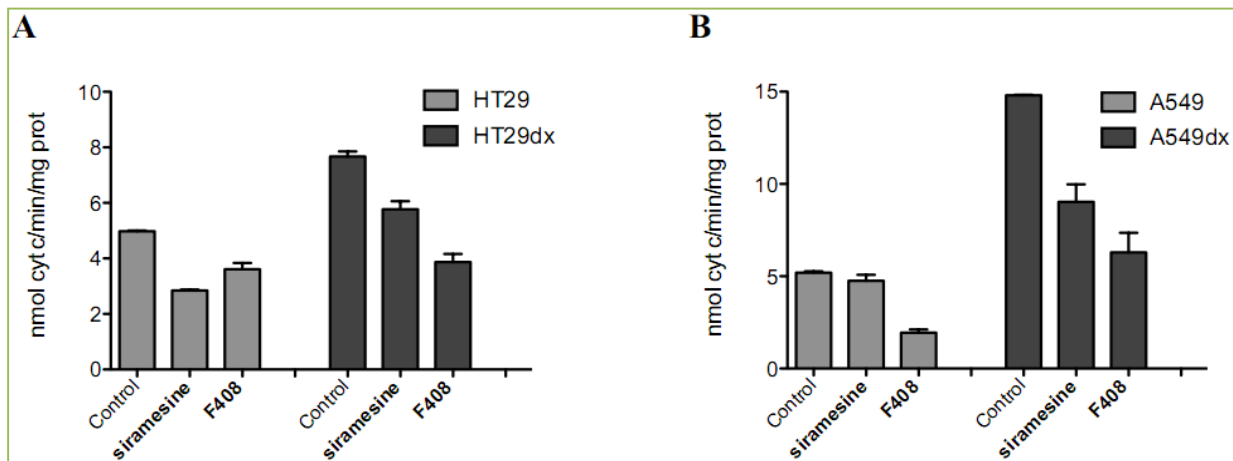 A
nmol cyt c/min/mg prot
10
8
6
4
2
0
HT29
HT29dx
Control
siramesine
F408
Control
siramesine
F408
B
nmol cyt c/min/mg prot
15
10
5
0
A549
A549dx
Control
siramesine
F408
Control
siramesine
F408